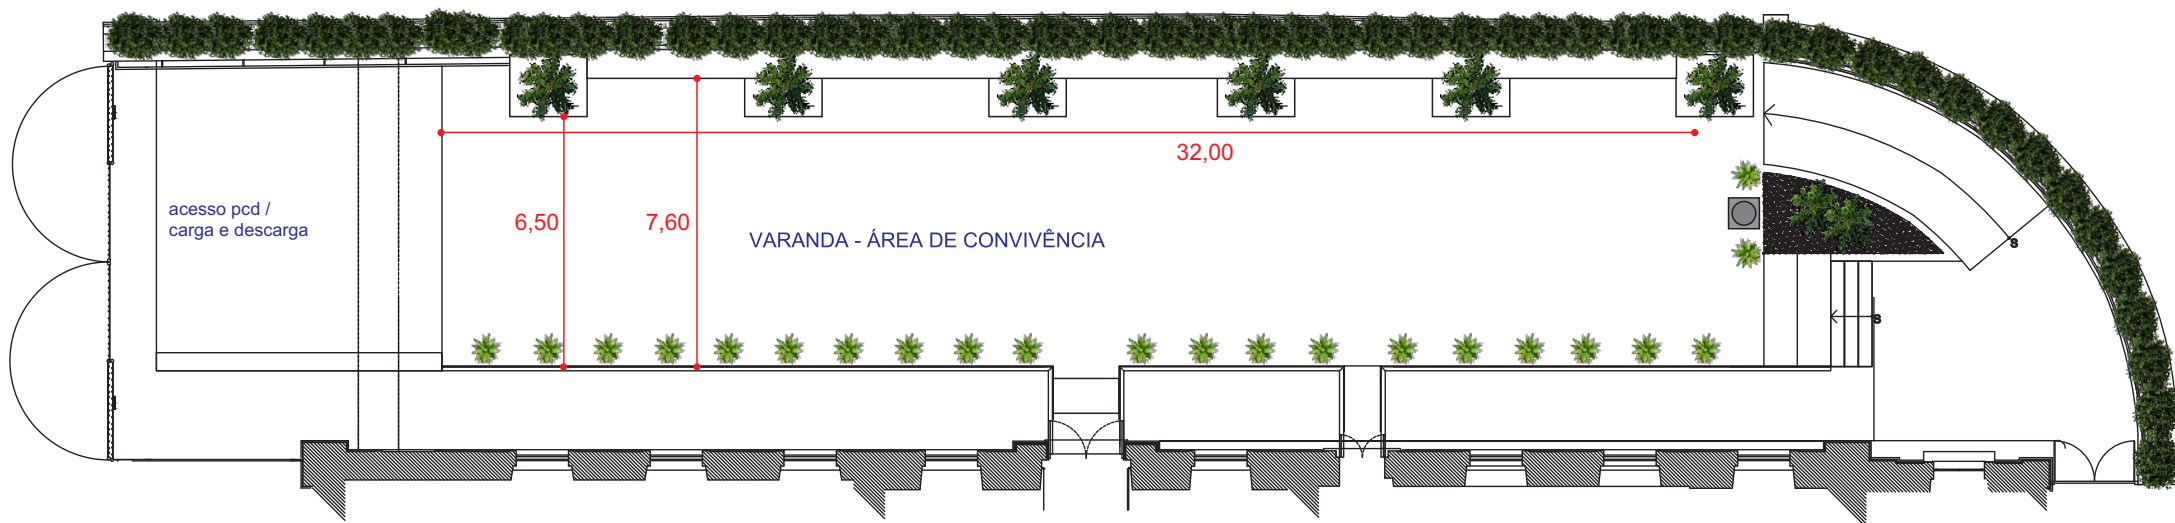 32,00
acesso pcd /
carga e descarga
6,50
7,60
VARANDA - ÁREA DE CONVIVÊNCIA
s
s